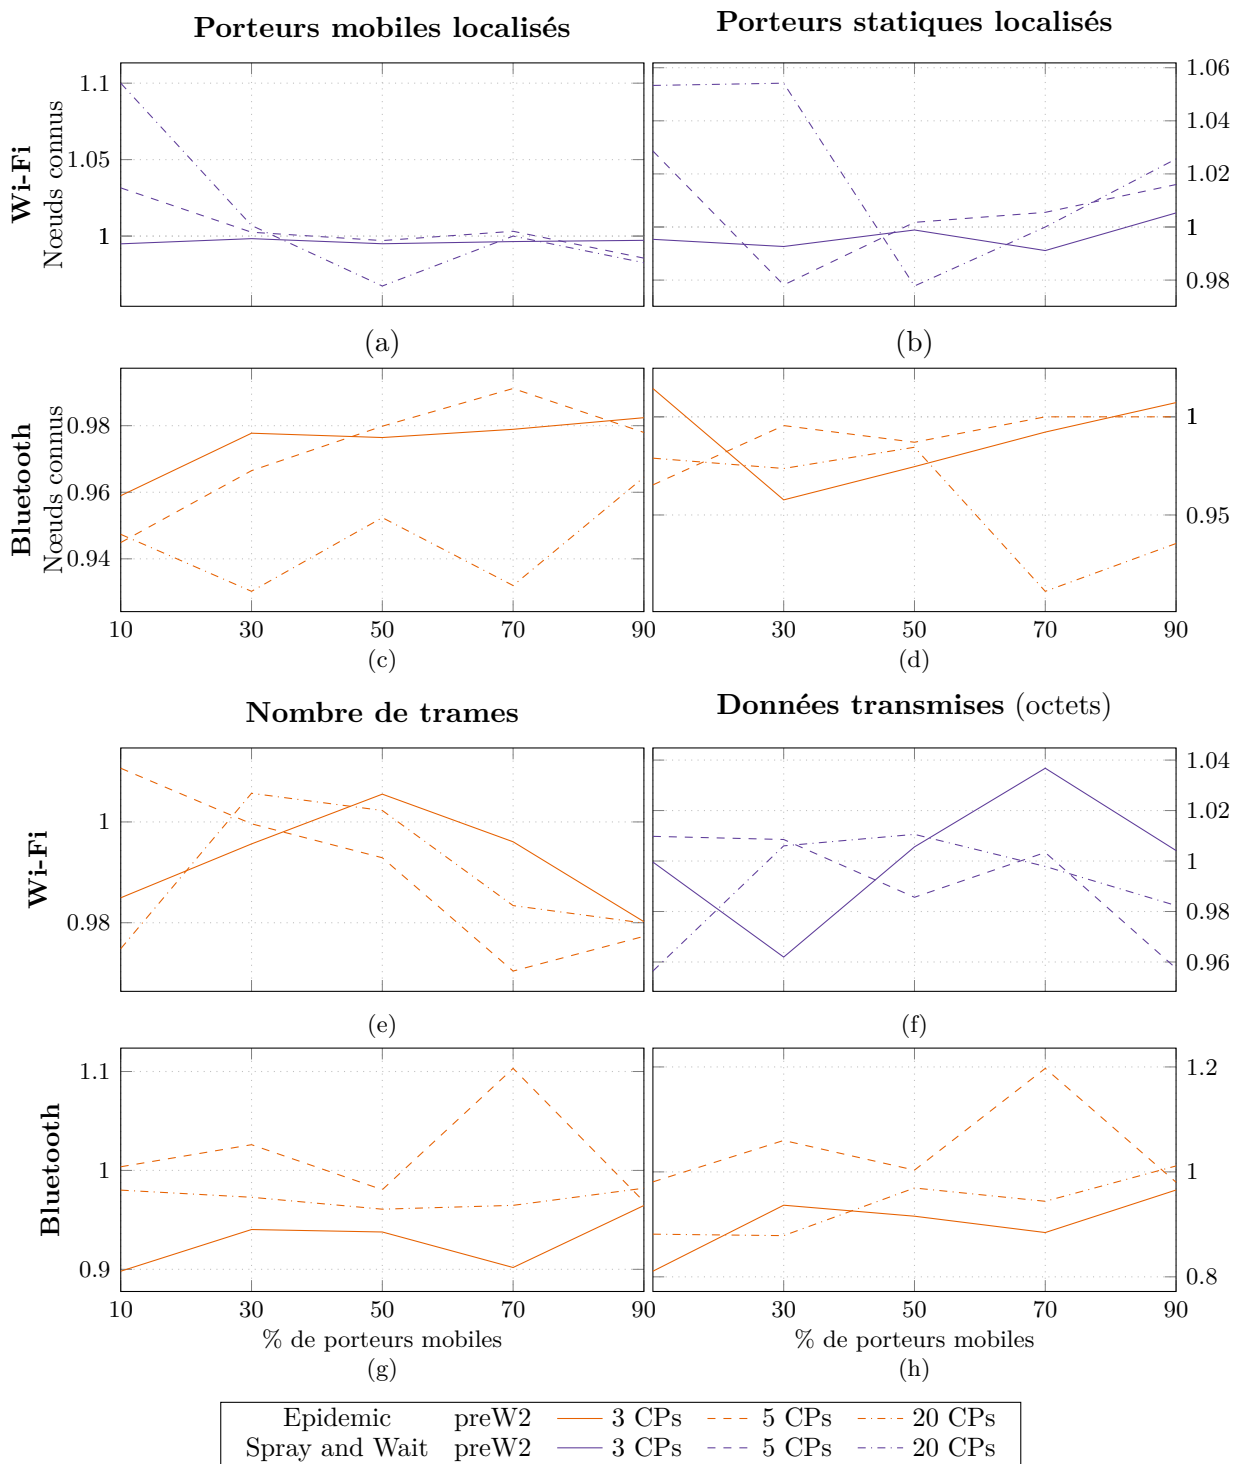 Porteurs mobiles localisés
Porteurs statiques localisés
Wi-Fi
Nœuds connus
1.1
1.05
1
1.06
1.04
1.02
1
0.98
(a)
(b)
Bluetooth
Nœuds connus
0.98
0.96
0.94
1
0.95
10 30 50 70 90
30 50 70 90
(c)
(d)
Nombre de trames
Données transmises (octets)
Wi-Fi
1
0.98
1.04
1.02
1
0.98
0.96
(e)
(f)
Bluetooth
1.1
1
0.9
1.2
1
0.8
10 30 50 70 90
30 50 70 90
% de porteurs mobiles
% de porteurs mobiles
(g)
(h)
Epidemic preW2 3 CPs 5 CPs 20 CPs
Spray and Wait preW2 3 CPs 5 CPs 20 CPs